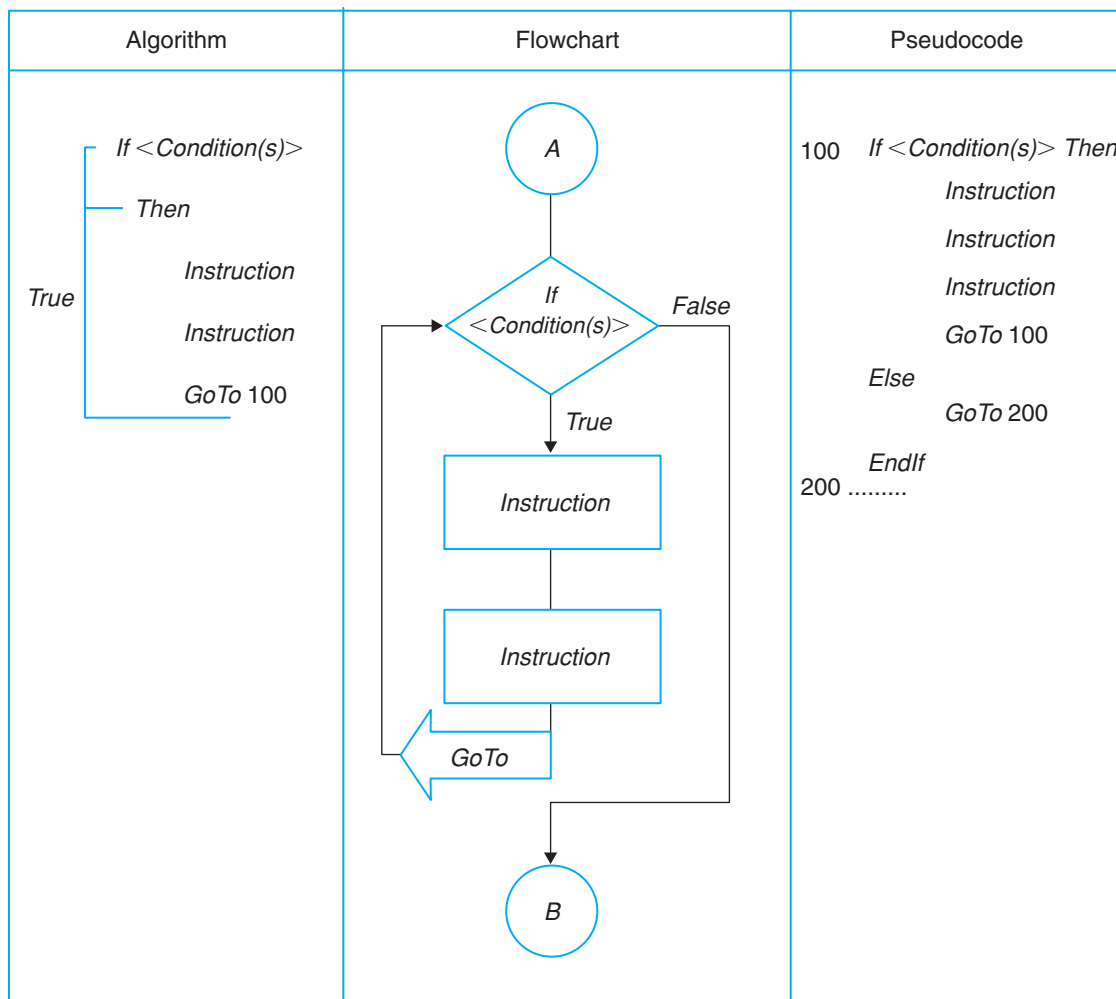 Algorithm
Flowchart
Pseudocode
If <Condition(s)>
Then
True
Instruction
Instruction
GoTo 100
A
If
<Condition(s)>
False
True
Instruction
Instruction
GoTo
B
100 If <Condition(s)> Then
Instruction
Instruction
Instruction
GoTo 100
Else
GoTo 200
EndIf
200 .........